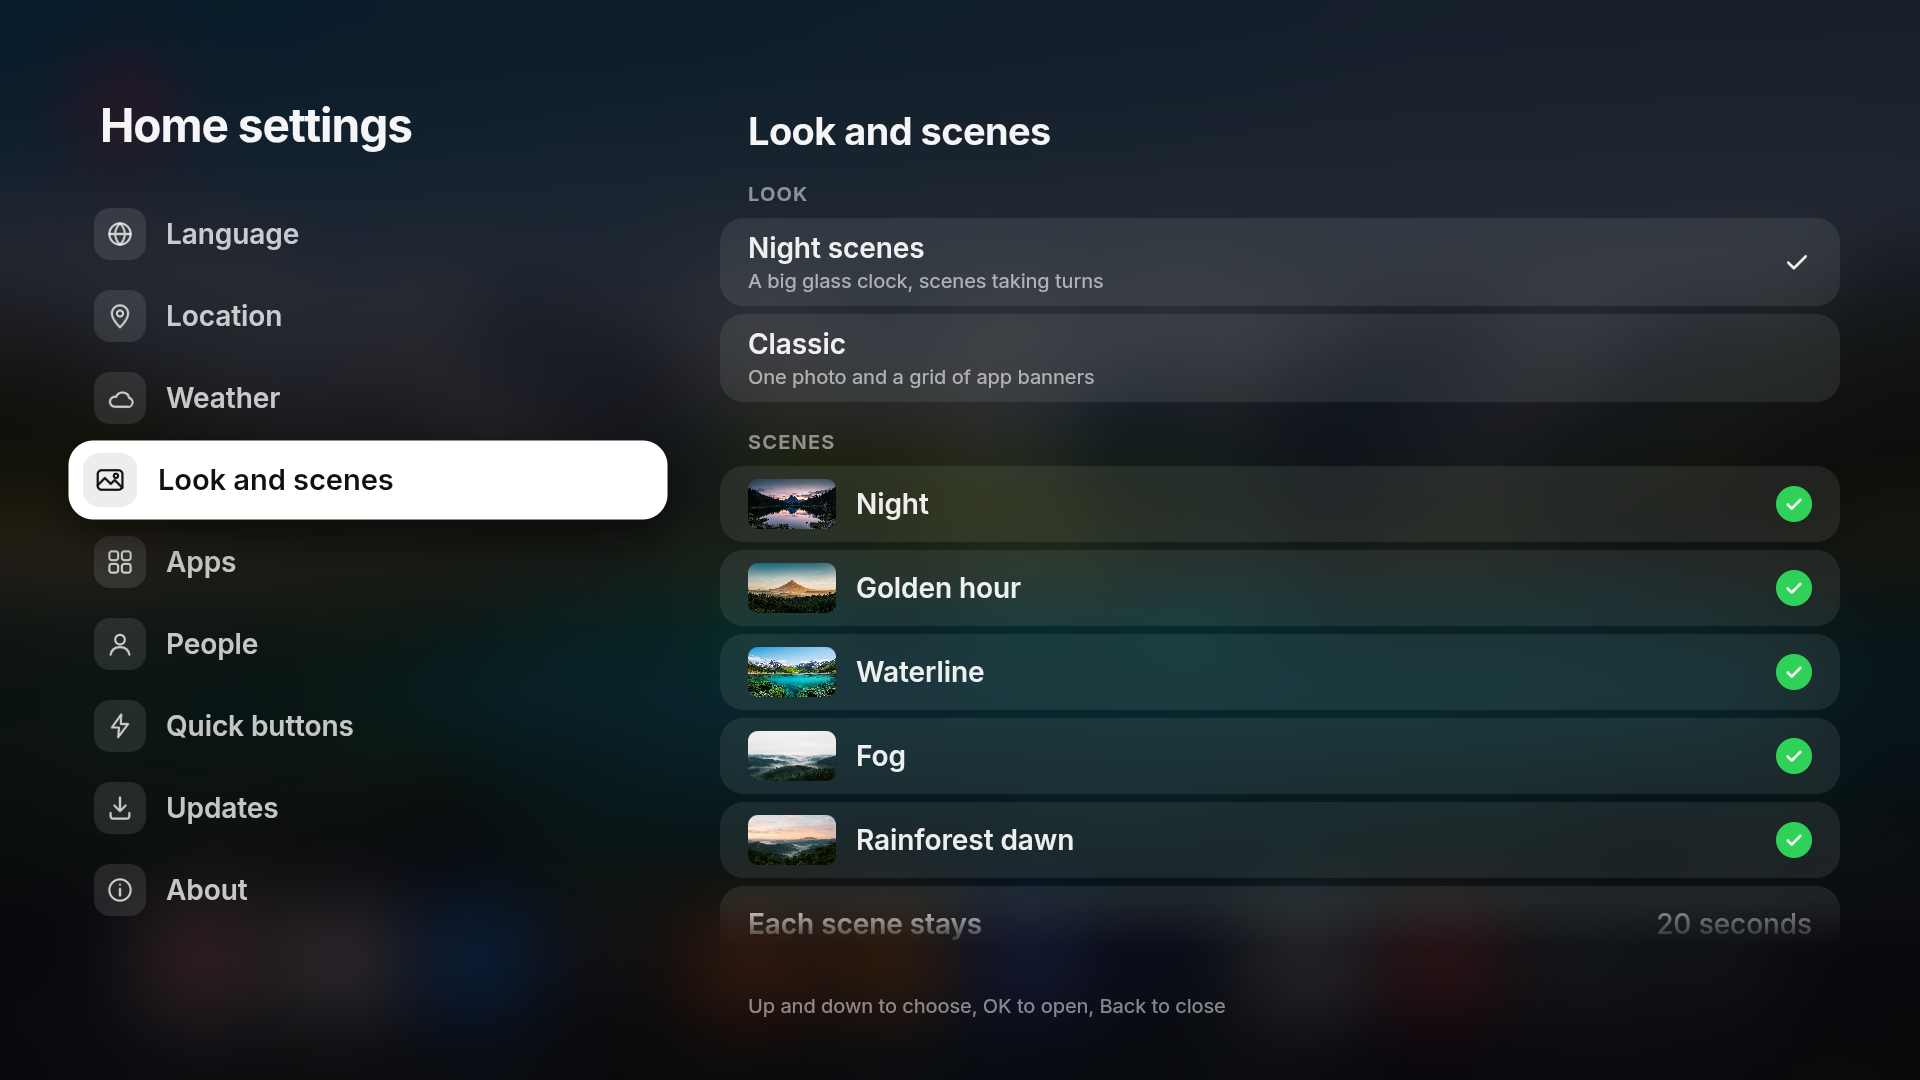 Home settings
Language
Location
Weather
Look and scenes
Apps
People
Quick buttons
Updates
About
Look and scenes
LOOK
Night scenes
A big glass clock, scenes taking turns
Classic
One photo and a grid of app banners
SCENES
Night
Golden hour
Waterline
Fog
Rainforest dawn
Each scene stays 20 seconds
Up and down to choose, OK to open, Back to close